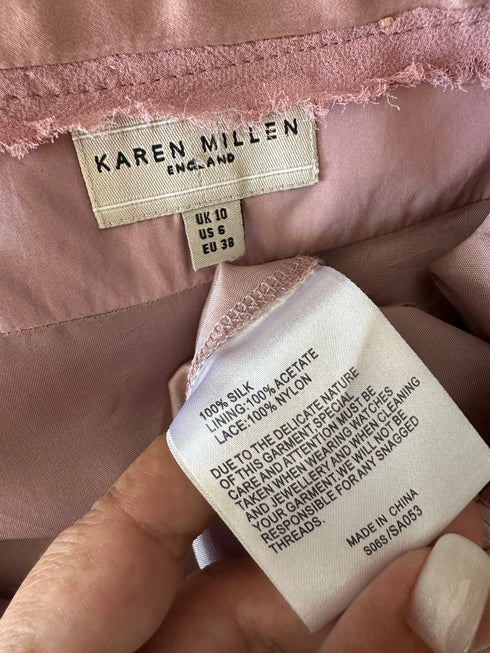 KAREN MILLEN
ENGLAND
UK 10
US 6
EU 38
100% SILK
LINING:100% ACETATE
LACE:100% NYLON
DUE TO THE DELICATE NATURE
OF THIS GARMENT SPECIAL
CARE AND ATTENTION MUST BE
TAKEN WHEN WEARING WATCHES
AND JEWELLERY AND WHEN CLEANING
YOUR GARMENT,WE WILL NOT BE
RESPONSIBLE FOR ANY SNAGGED
THREADS.
MADE IN CHINA
S06S/SA053